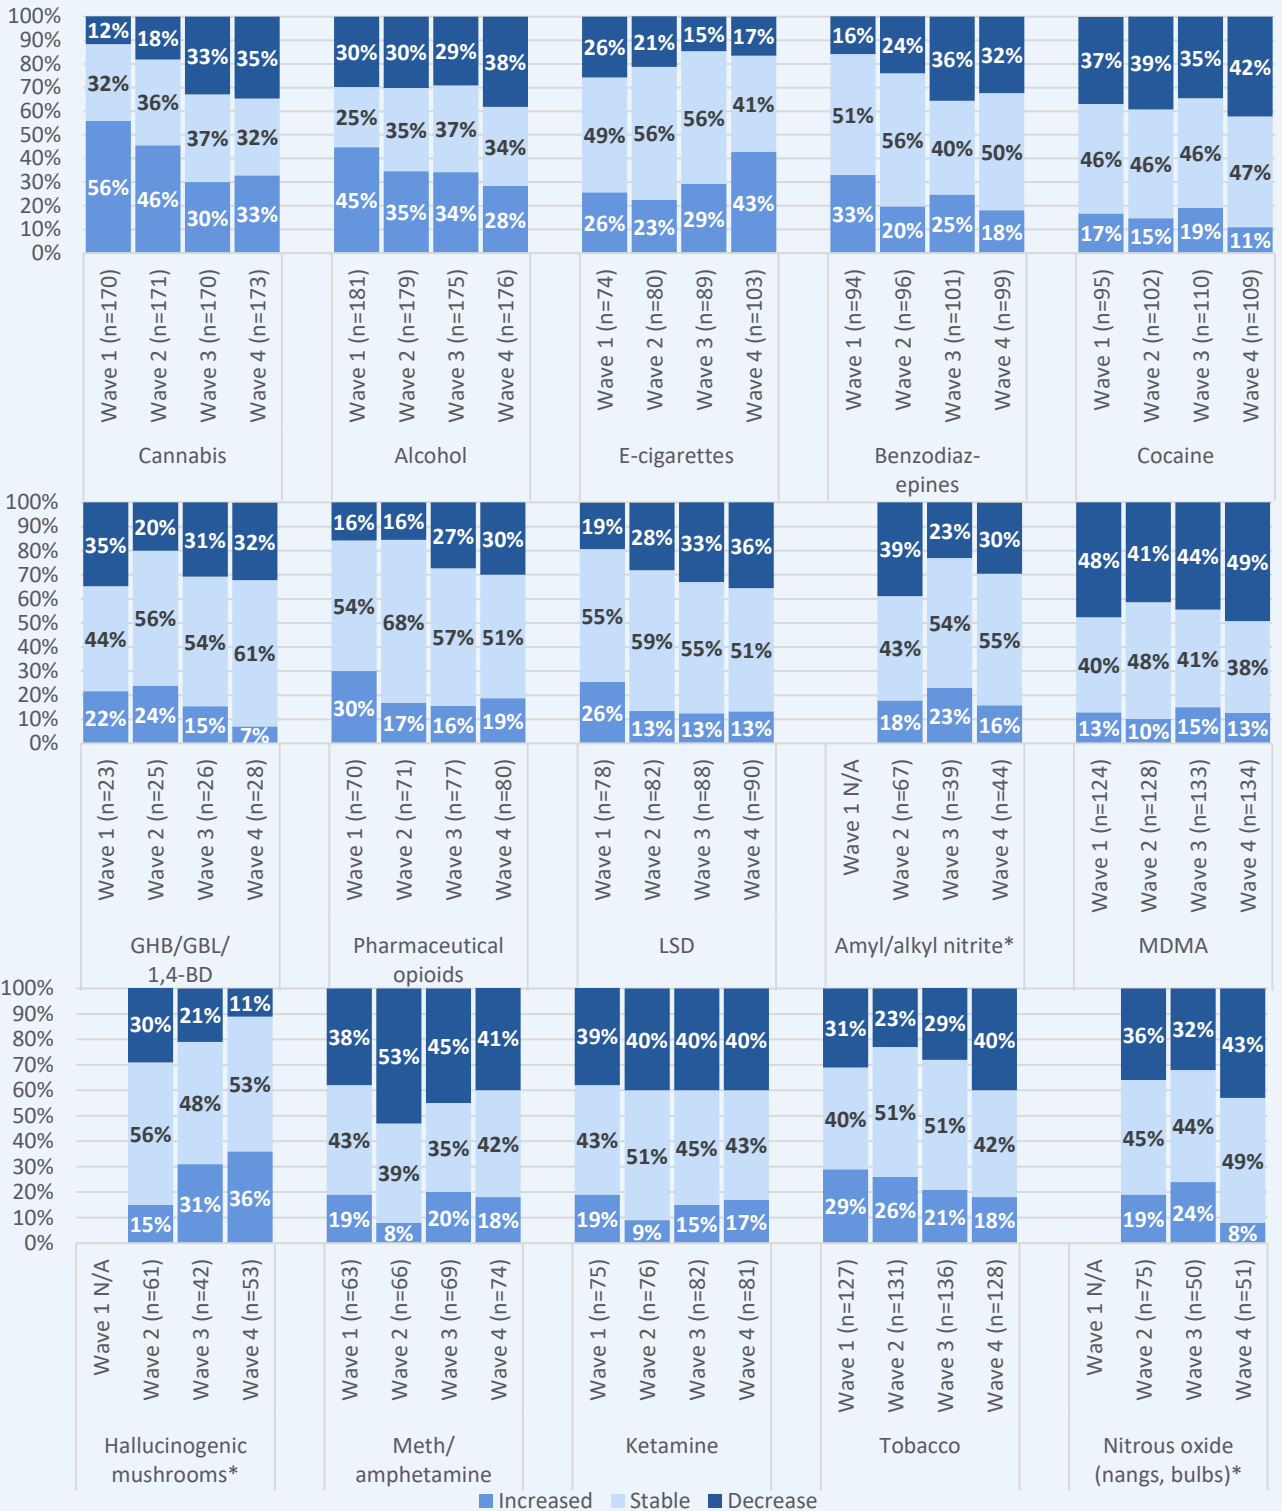 100%
90%
80%
70%
60%
50%
40%
30%
20%
10%
0%
12% 18% 33% 35% 30% 30% 29% 38% 26% 21% 15% 17% 16% 24% 36% 32% 37% 39% 35% 42%
32% 36% 37% 32% 25% 35% 37% 34% 49% 56% 56% 41% 51% 56% 40% 50% 46% 46% 46% 47%
56% 46% 30% 33% 45% 35% 34% 28% 26% 23% 29% 43% 33% 20% 25% 18% 17% 15% 19% 11%
Wave 1 (n=170)
Wave 2 (n=171)
Wave 3 (n=170)
Wave 4 (n=173)
Wave 1 (n=181)
Wave 2 (n=179)
Wave 3 (n=175)
Wave 4 (n=176)
Wave 1 (n=74)
Wave 2 (n=80)
Wave 3 (n=89)
Wave 4 (n=103)
Wave 1 (n=94)
Wave 2 (n=96)
Wave 3 (n=101)
Wave 4 (n=99)
Wave 1 (n=95)
Wave 2 (n=102)
Wave 3 (n=110)
Wave 4 (n=109)
Cannabis
Alcohol
E-cigarettes
Benzodiaz-
epines
Cocaine
100%
90%
80%
70%
60%
50%
40%
30%
20%
10%
0%
35% 20% 31% 32% 16% 16% 27% 30% 19% 28% 33% 36% 39% 23% 30% 48% 41% 44% 49%
44% 56% 54% 61% 54% 68% 57% 51% 55% 59% 55% 51% 43% 54% 55% 40% 48% 41% 38%
22% 24% 15% 7% 30% 17% 16% 19% 26% 13% 13% 13% 18% 23% 16% 13% 10% 15% 13%
Wave 1 (n=23)
Wave 2 (n=25)
Wave 3 (n=26)
Wave 4 (n=28)
Wave 1 (n=70)
Wave 2 (n=71)
Wave 3 (n=77)
Wave 4 (n=80)
Wave 1 (n=78)
Wave 2 (n=82)
Wave 3 (n=88)
Wave 4 (n=90)
Wave 1 N/A
Wave 2 (n=67)
Wave 3 (n=39)
Wave 4 (n=44)
Wave 1 (n=124)
Wave 2 (n=128)
Wave 3 (n=133)
Wave 4 (n=134)
GHB/GBL/
1,4-BD
Pharmaceutical
opioids
LSD
Amyl/alkyl nitrite*
MDMA
100%
90%
80%
70%
60%
50%
40%
30%
20%
10%
0%
30% 21% 11% 38% 53% 45% 41% 39% 40% 40% 40% 31% 23% 29% 40% 36% 32% 43%
56% 48% 53% 43% 39% 35% 42% 43% 51% 45% 43% 40% 51% 51% 42% 45% 44% 49%
15% 31% 36% 19% 8% 20% 18% 19% 9% 15% 17% 29% 26% 21% 18% 19% 24% 8%
Wave 1 N/A
Wave 2 (n=61)
Wave 3 (n=42)
Wave 4 (n=53)
Wave 1 (n=63)
Wave 2 (n=66)
Wave 3 (n=69)
Wave 4 (n=74)
Wave 1 (n=75)
Wave 2 (n=76)
Wave 3 (n=82)
Wave 4 (n=81)
Wave 1 (n=127)
Wave 2 (n=131)
Wave 3 (n=136)
Wave 4 (n=128)
Wave 1 N/A
Wave 2 (n=75)
Wave 3 (n=50)
Wave 4 (n=51)
Hallucinogenic
mushrooms*
Meth/
amphetamine
Ketamine
Tobacco
Nitrous oxide
(nangs, bulbs)*
Increased Stable Decrease